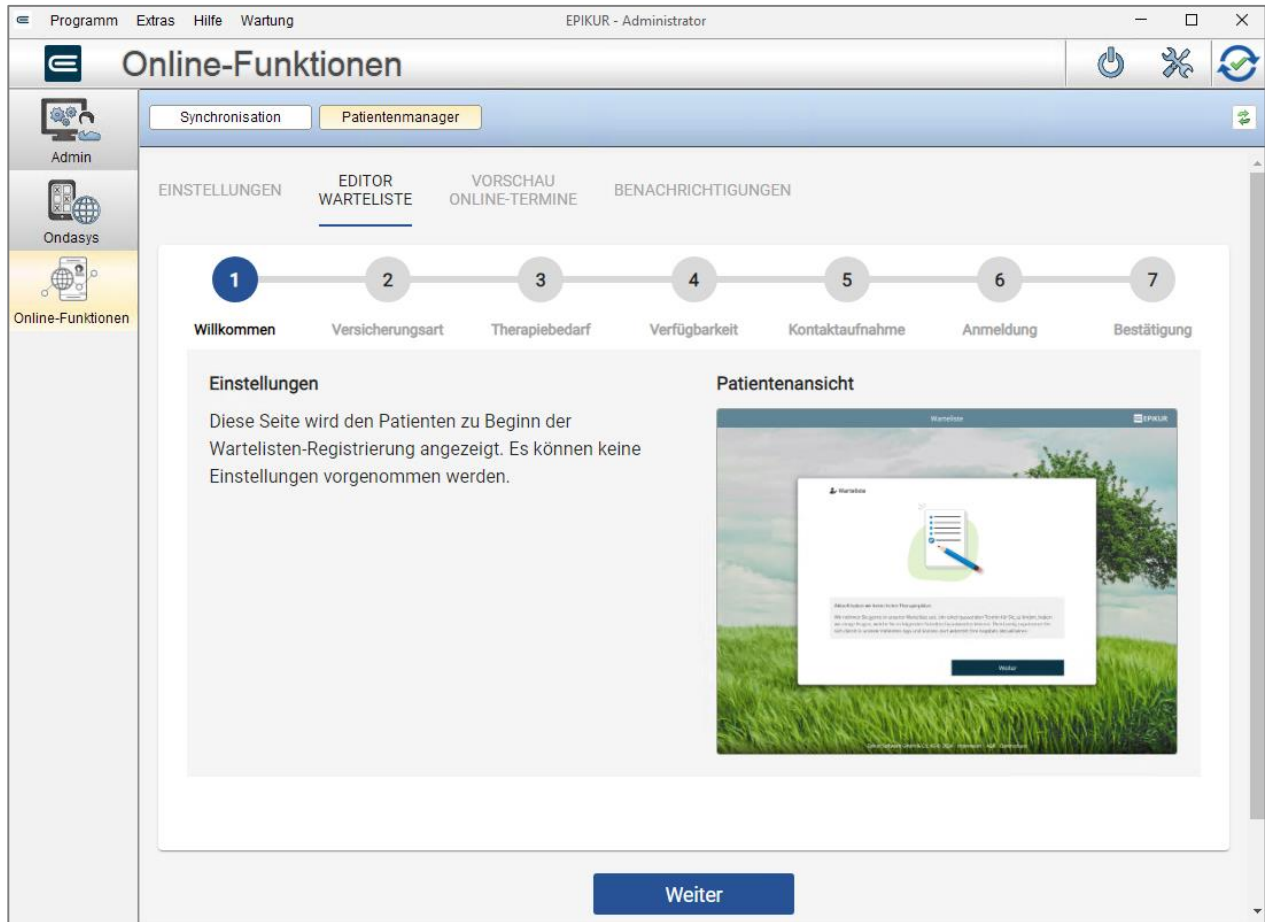 Programm Extras Hilfe Wartung
EPIKUR - Administrator
Online-Funktionen
Admin
Ondasys
Online-Funktionen
Synchronisation
Patientenmanager
EINSTELLUNGEN
EDITOR
WARTELISTE
VORSCHAU
ONLINE-TERMINE
BENACHRICHTIGUNGEN
1
2
3
4
5
6
7
Willkommen
Versicherungsart
Therapiebedarf
Verfügbarkeit
Kontaktaufnahme
Anmeldung
Bestätigung
Einstellungen
Diese Seite wird den Patienten zu Beginn der
Wartelisten-Registrierung angezeigt. Es können keine
Einstellungen vorgenommen werden.
Patientenansicht
Warteliste
EPIKUR
Warteliste
Weiter
Weiter